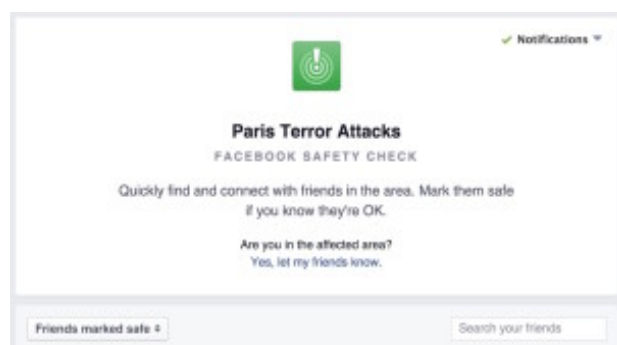 Notifications
Paris Terror Attacks
FACEBOOK SAFETY CHECK
Quickly find and connect with friends in the area. Mark them safe
if you know they're OK.
Are you in the affected area?
Yes, let my friends know.
Friends marked safe
Search your friends